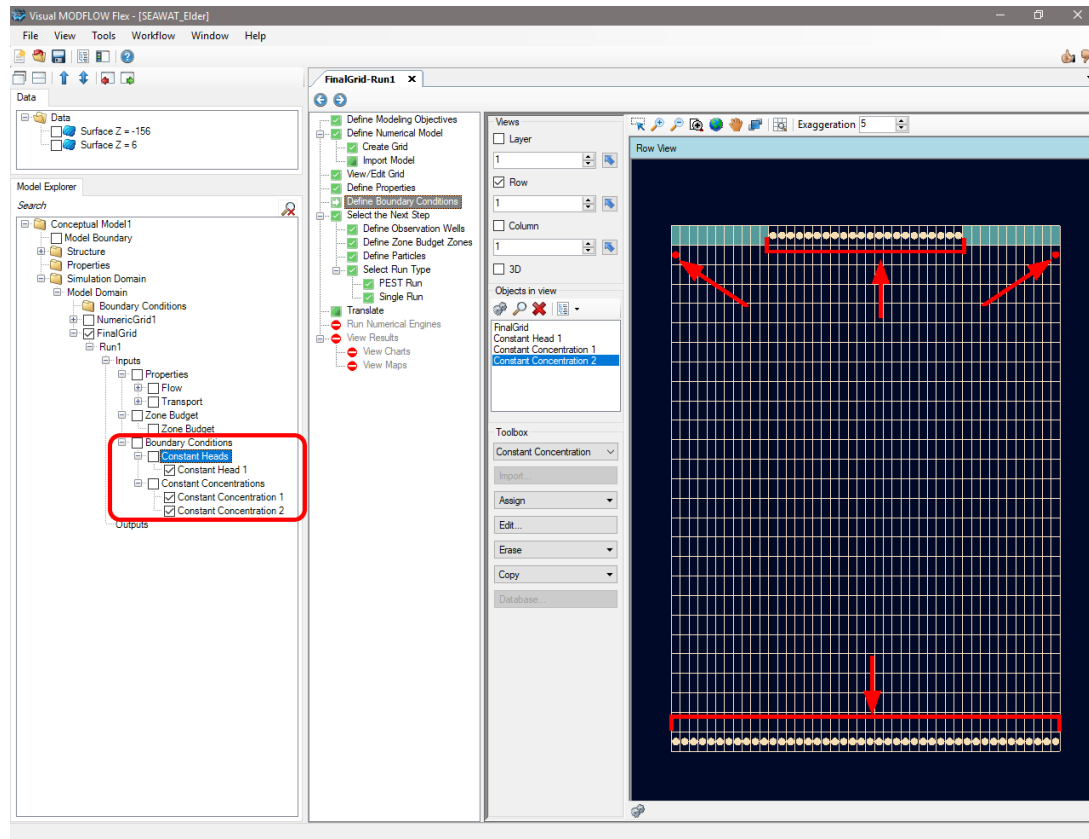 Visual MODFLOW Flex - [SEAWAT_Elder]
File View Tools Workflow Window Help
Data
Data
Surface Z = -156
Surface Z = 6
Model Explorer
Search
Conceptual Model1
Model Boundary
Structure
Properties
Simulation Domain
Model Domain
Boundary Conditions
NumericGrid1
FinalGrid
Run1
Inputs
Properties
Flow
Transport
Zone Budget
Zone Budget
Boundary Conditions
Constant Heads
Constant Head 1
Constant Concentrations
Constant Concentration 1
Constant Concentration 2
Outputs
FinalGrid-Run1
Define Modeling Objectives
Define Numerical Model
Create Grid
Import Model
View/Edit Grid
Define Properties
Define Boundary Conditions
Select the Next Step
Define Observation Wells
Define Zone Budget Zones
Define Particles
Select Run Type
PEST Run
Single Run
Translate
Run Numerical Engines
View Results
View Charts
View Maps
Views
Layer
1
Row
1
Column
1
3D
Objects in view
FinalGrid
Constant Head 1
Constant Concentration 1
Constant Concentration 2
Toolbox
Constant Concentration
Import...
Assign
Edit...
Erase
Copy
Database...
Exaggeration 5
Row View